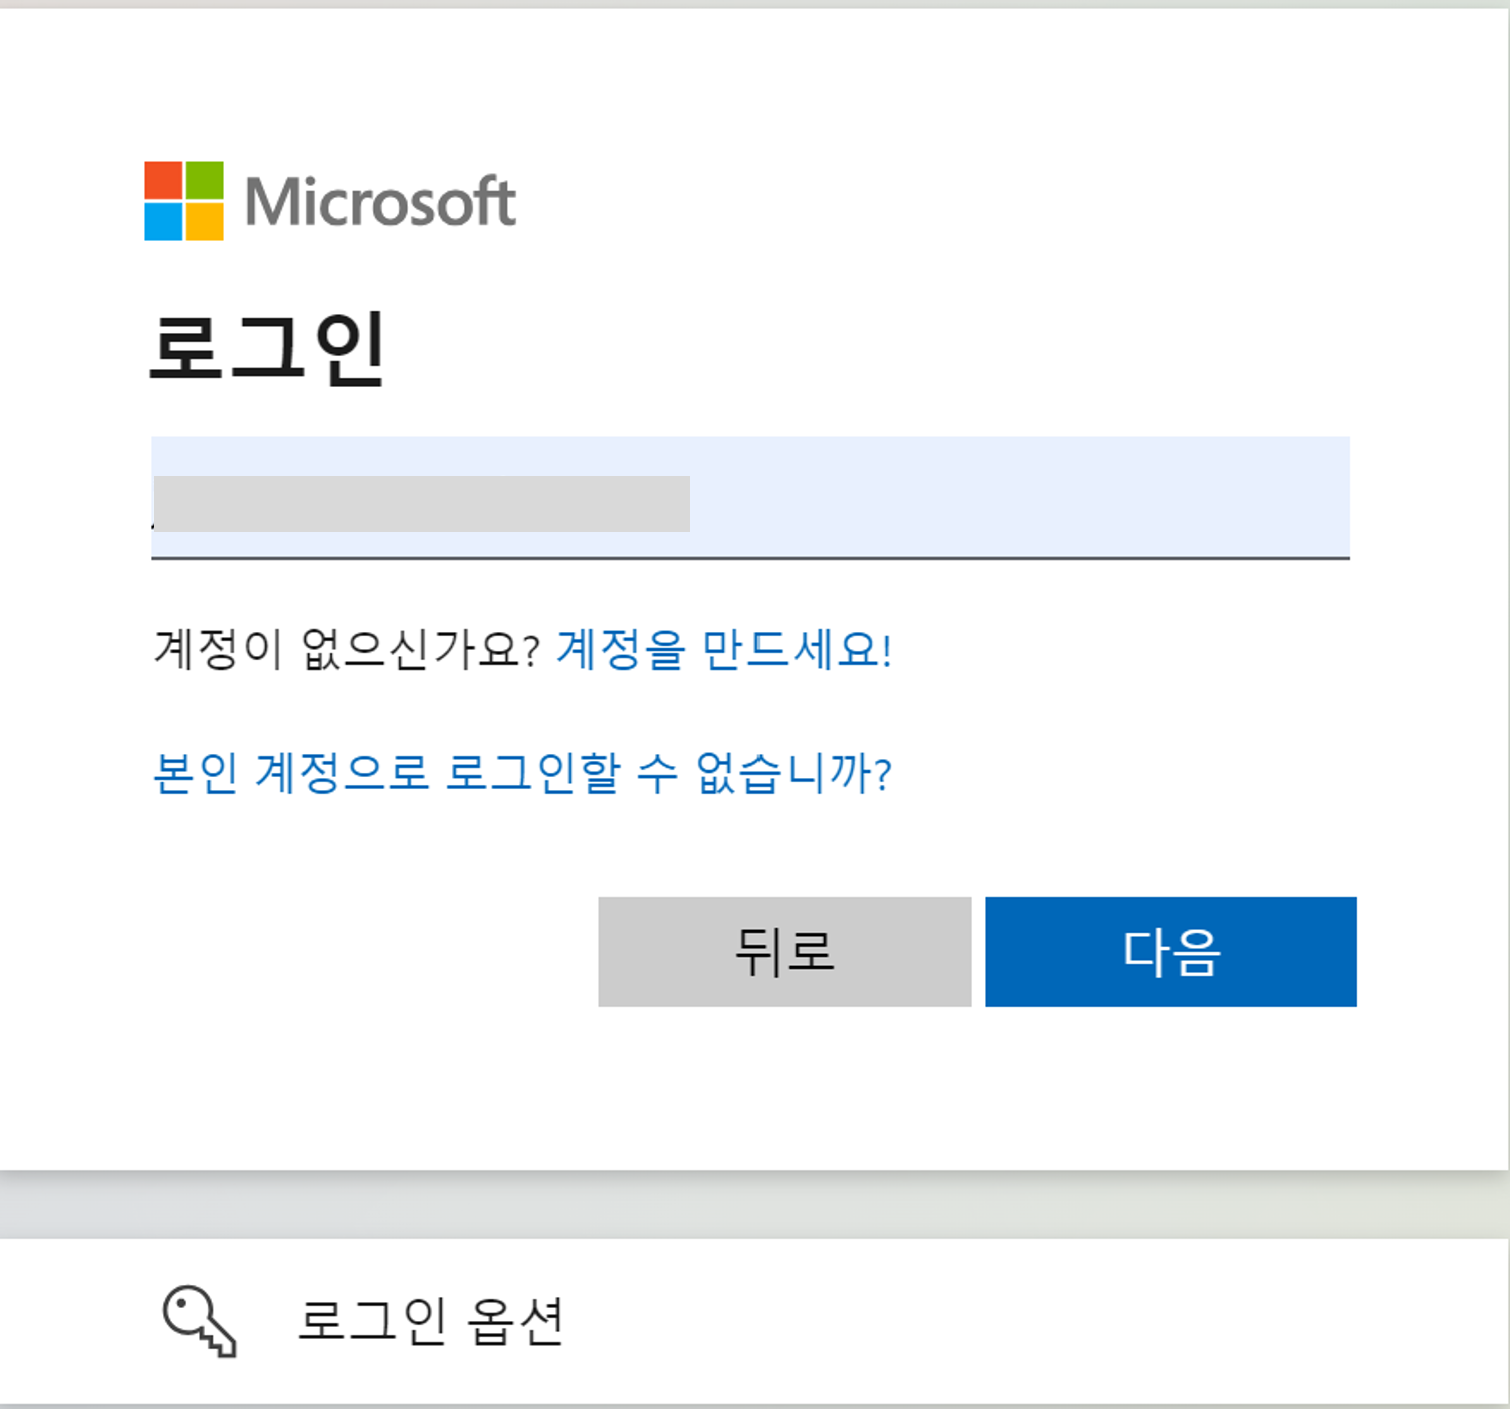 Microsoft
로그인
계정이 없으신가요? 계정을 만드세요!
본인 계정으로 로그인할 수 없습니까?
뒤로 다음
로그인 옵션